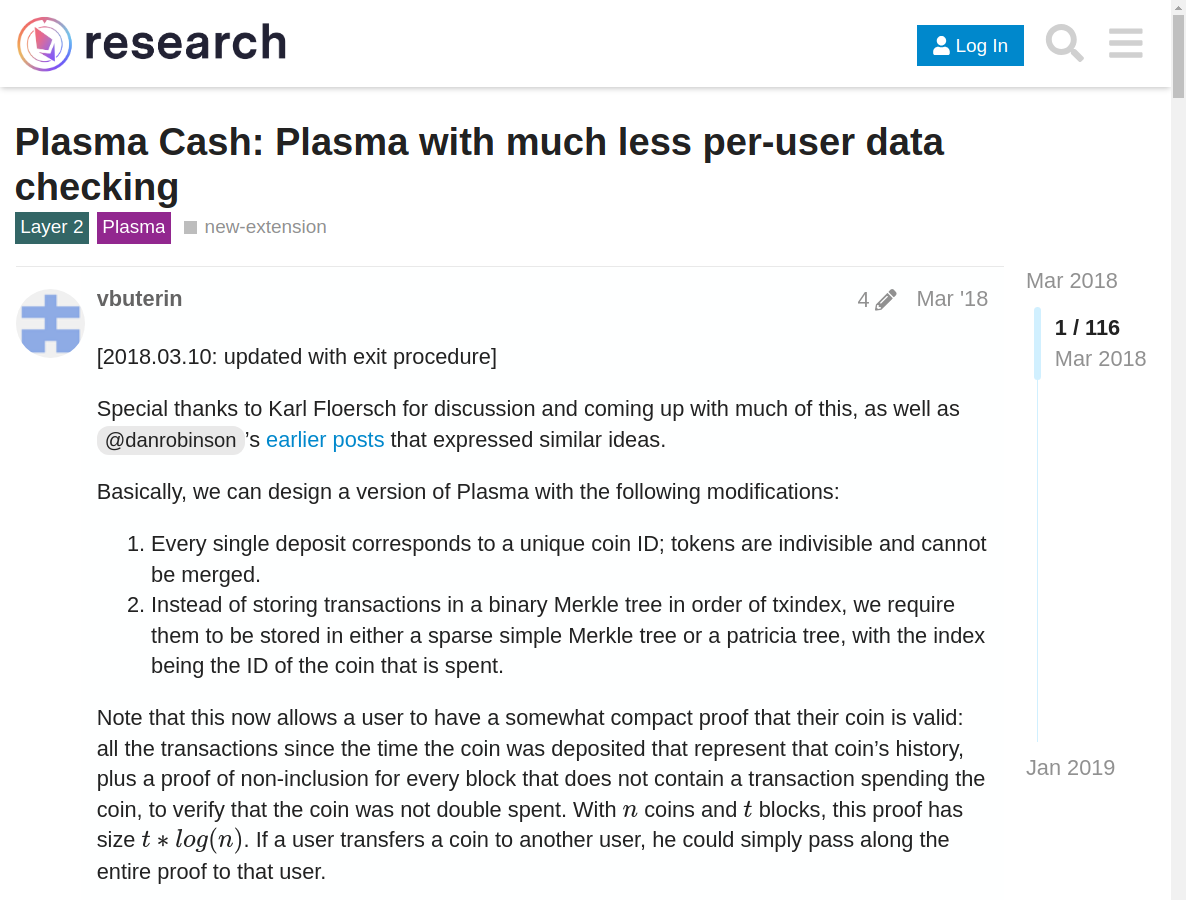 research
Log In
Plasma Cash: Plasma with much less per-user data
checking
Layer 2 Plasma new-extension
vbuterin 4 Mar '18
Mar 2018
1 / 116
Mar 2018
[2018.03.10: updated with exit procedure]
Special thanks to Karl Floersch for discussion and coming up with much of this, as well as
@danrobinson’s earlier posts that expressed similar ideas.
Basically, we can design a version of Plasma with the following modifications:
1. Every single deposit corresponds to a unique coin ID; tokens are indivisible and cannot
be merged.
2. Instead of storing transactions in a binary Merkle tree in order of txindex, we require
them to be stored in either a sparse simple Merkle tree or a patricia tree, with the index
being the ID of the coin that is spent.
Note that this now allows a user to have a somewhat compact proof that their coin is valid:
all the transactions since the time the coin was deposited that represent that coin’s history,
plus a proof of non-inclusion for every block that does not contain a transaction spending the
coin, to verify that the coin was not double spent. With n coins and t blocks, this proof has
size t ∗ log(n). If a user transfers a coin to another user, he could simply pass along the
entire proof to that user.
Jan 2019